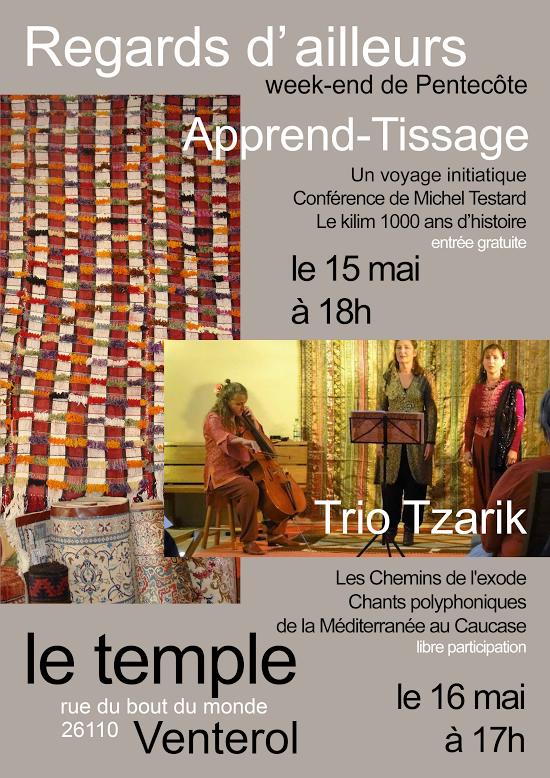 Regards d'ailleurs
week-end de Pentecôte
Apprend-Tissage
Un voyage initiatique
Conférence de Michel Testard
Le kilim 1000 ans d'histoire
entrée gratuite
le 15 mai
à 18h
Trio Tzarik
Les Chemins de l'exode
Chants polyphoniques
de la Méditerranée au Caucase
libre participation
le temple
rue du bout du monde
26110 Venterol
le 16 mai
à 17h